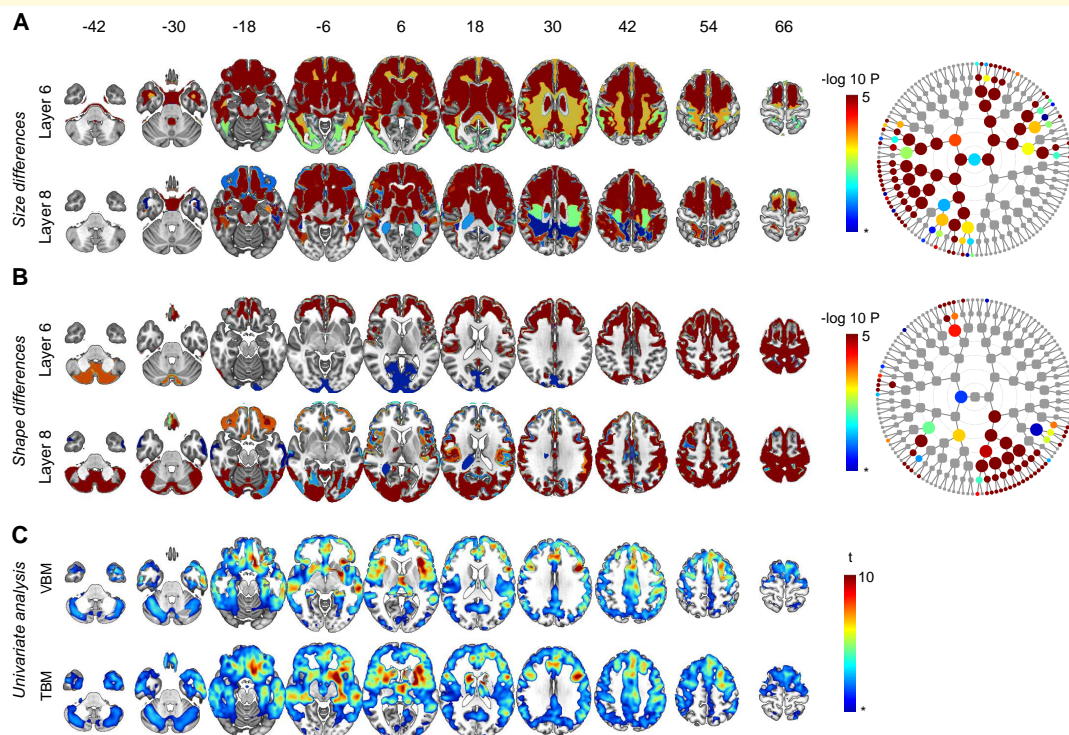 A
-42 -30 -18 -6 6 18 30 42 54 66
Size differences
Layer 6
Layer 8
-log 10 P
5
*
B
Shape differences
Layer 6
Layer 8
-log 10 P
5
*
C
Univariate analysis
VBM
TBM
t
10
*